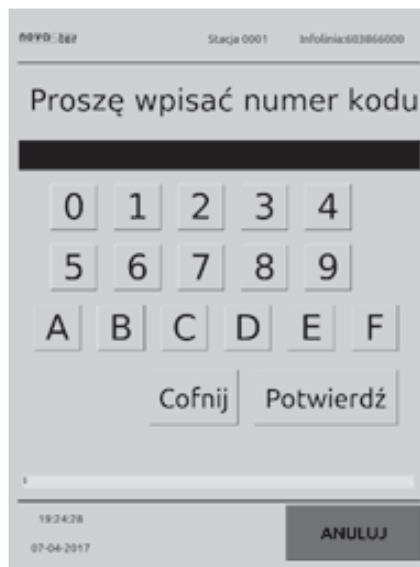 Stacja 0001 Infolinia:603866000
Proszę wpisać numer kodu
0 1 2 3 4
5 6 7 8 9
A B C D E F
Cofnij Potwierdź
19:24:28
07-04-2017
ANULUJ